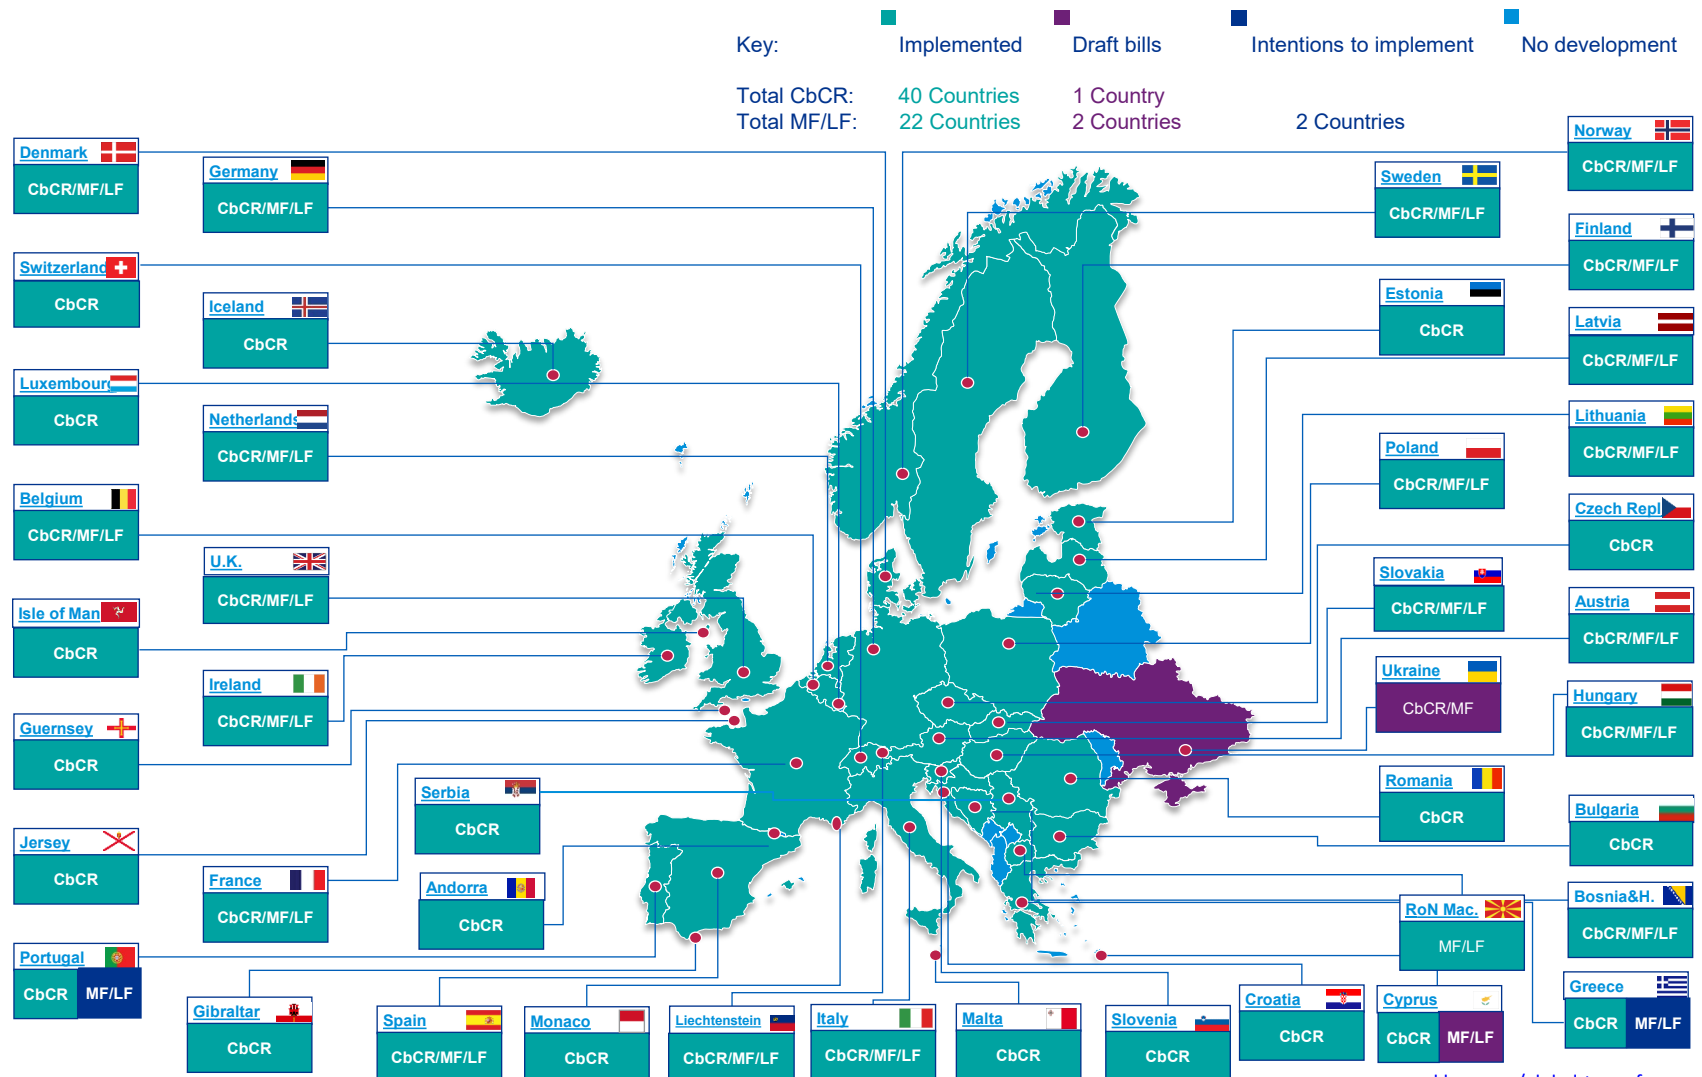 Key: Implemented Draft bills Intentions to implement No development
Total CbCR: 40 Countries 1 Country
Total MF/LF: 22 Countries 2 Countries 2 Countries
Denmark
CbCR/MF/LF
Germany
CbCR/MF/LF
Switzerland
CbCR
Iceland
CbCR
Luxembourg
CbCR
Netherlands
CbCR/MF/LF
Belgium
CbCR/MF/LF
U.K.
CbCR/MF/LF
Isle of Man
CbCR
Ireland
CbCR/MF/LF
Guernsey
CbCR
Jersey
CbCR
France
CbCR/MF/LF
Serbia
CbCR
Andorra
CbCR
Portugal
CbCR MF/LF
Gibraltar
CbCR
Spain
CbCR/MF/LF
Monaco
CbCR
Liechtenstein
CbCR/MF/LF
Italy
CbCR/MF/LF
Malta
CbCR
Slovenia
CbCR
Croatia
CbCR
Cyprus
CbCR MF/LF
Greece
CbCR MF/LF
RoN Mac.
MF/LF
Bosnia&H.
CbCR/MF/LF
Bulgaria
CbCR
Romania
CbCR
Hungary
CbCR/MF/LF
Ukraine
CbCR/MF
Austria
CbCR/MF/LF
Slovakia
CbCR/MF/LF
Czech Repl
CbCR
Poland
CbCR/MF/LF
Lithuania
CbCR/MF/LF
Latvia
CbCR/MF/LF
Estonia
CbCR
Finland
CbCR/MF/LF
Sweden
CbCR/MF/LF
Norway
CbCR/MF/LF